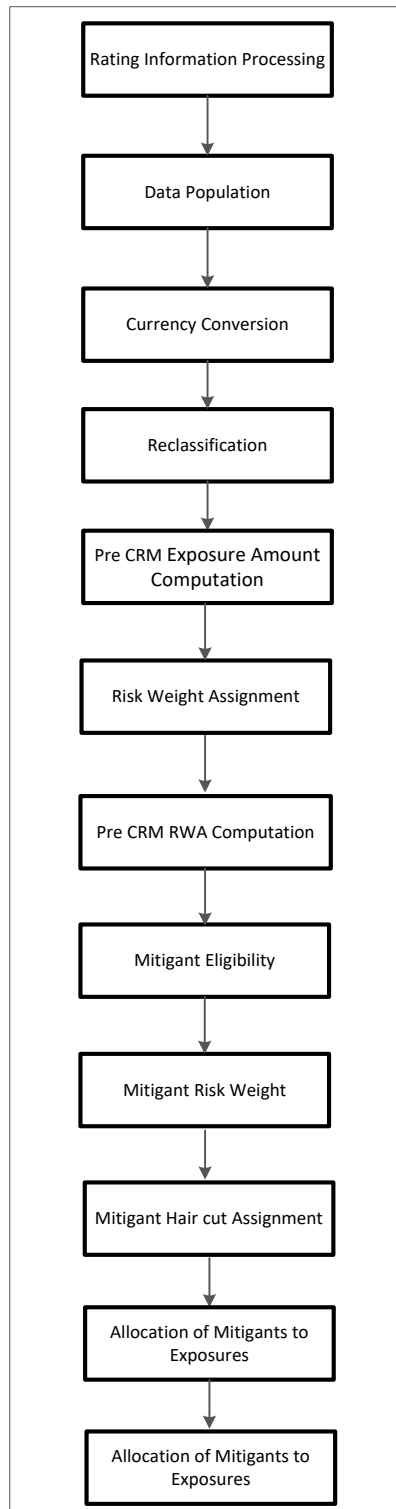 Rating Information Processing
Data Population
Currency Conversion
Reclassification
Pre CRM Exposure Amount
Computation
Risk Weight Assignment
Pre CRM RWA Computation
Mitigant Eligibility
Mitigant Risk Weight
Mitigant Hair cut Assignment
Allocation of Mitigants to
Exposures
Allocation of Mitigants to
Exposures